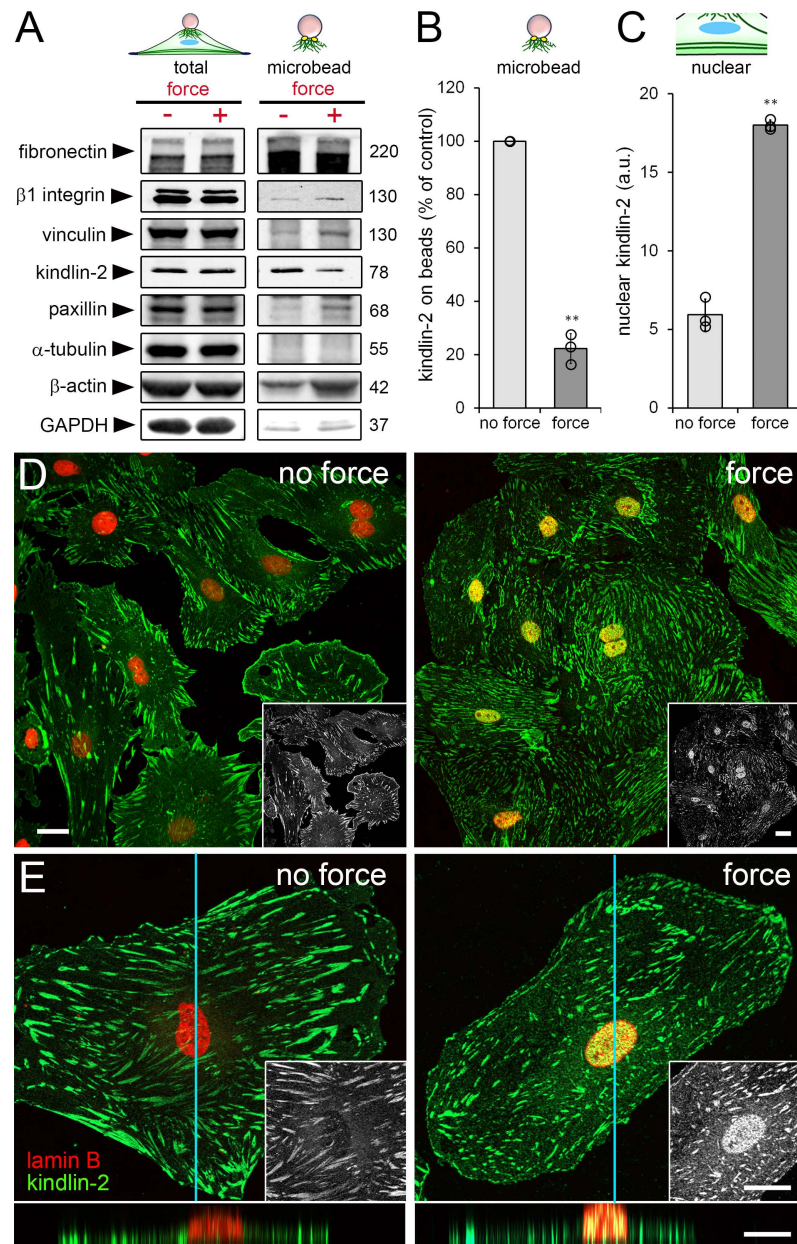 A
total
microbead
force
force
- +
- +
fibronectin 220
β1 integrin 130
vinculin 130
kindlin-2 78
paxillin 68
α-tubulin 55
β-actin 42
GAPDH 37
B
microbead
kindlin-2 on beads (% of control)
120
100
80
60
40
20
0
**
no force force
C
nuclear
nuclear kindlin-2 (a.u.)
20
15
10
5
0
**
no force force
D
no force
force
E
no force
force
lamin B
kindlin-2